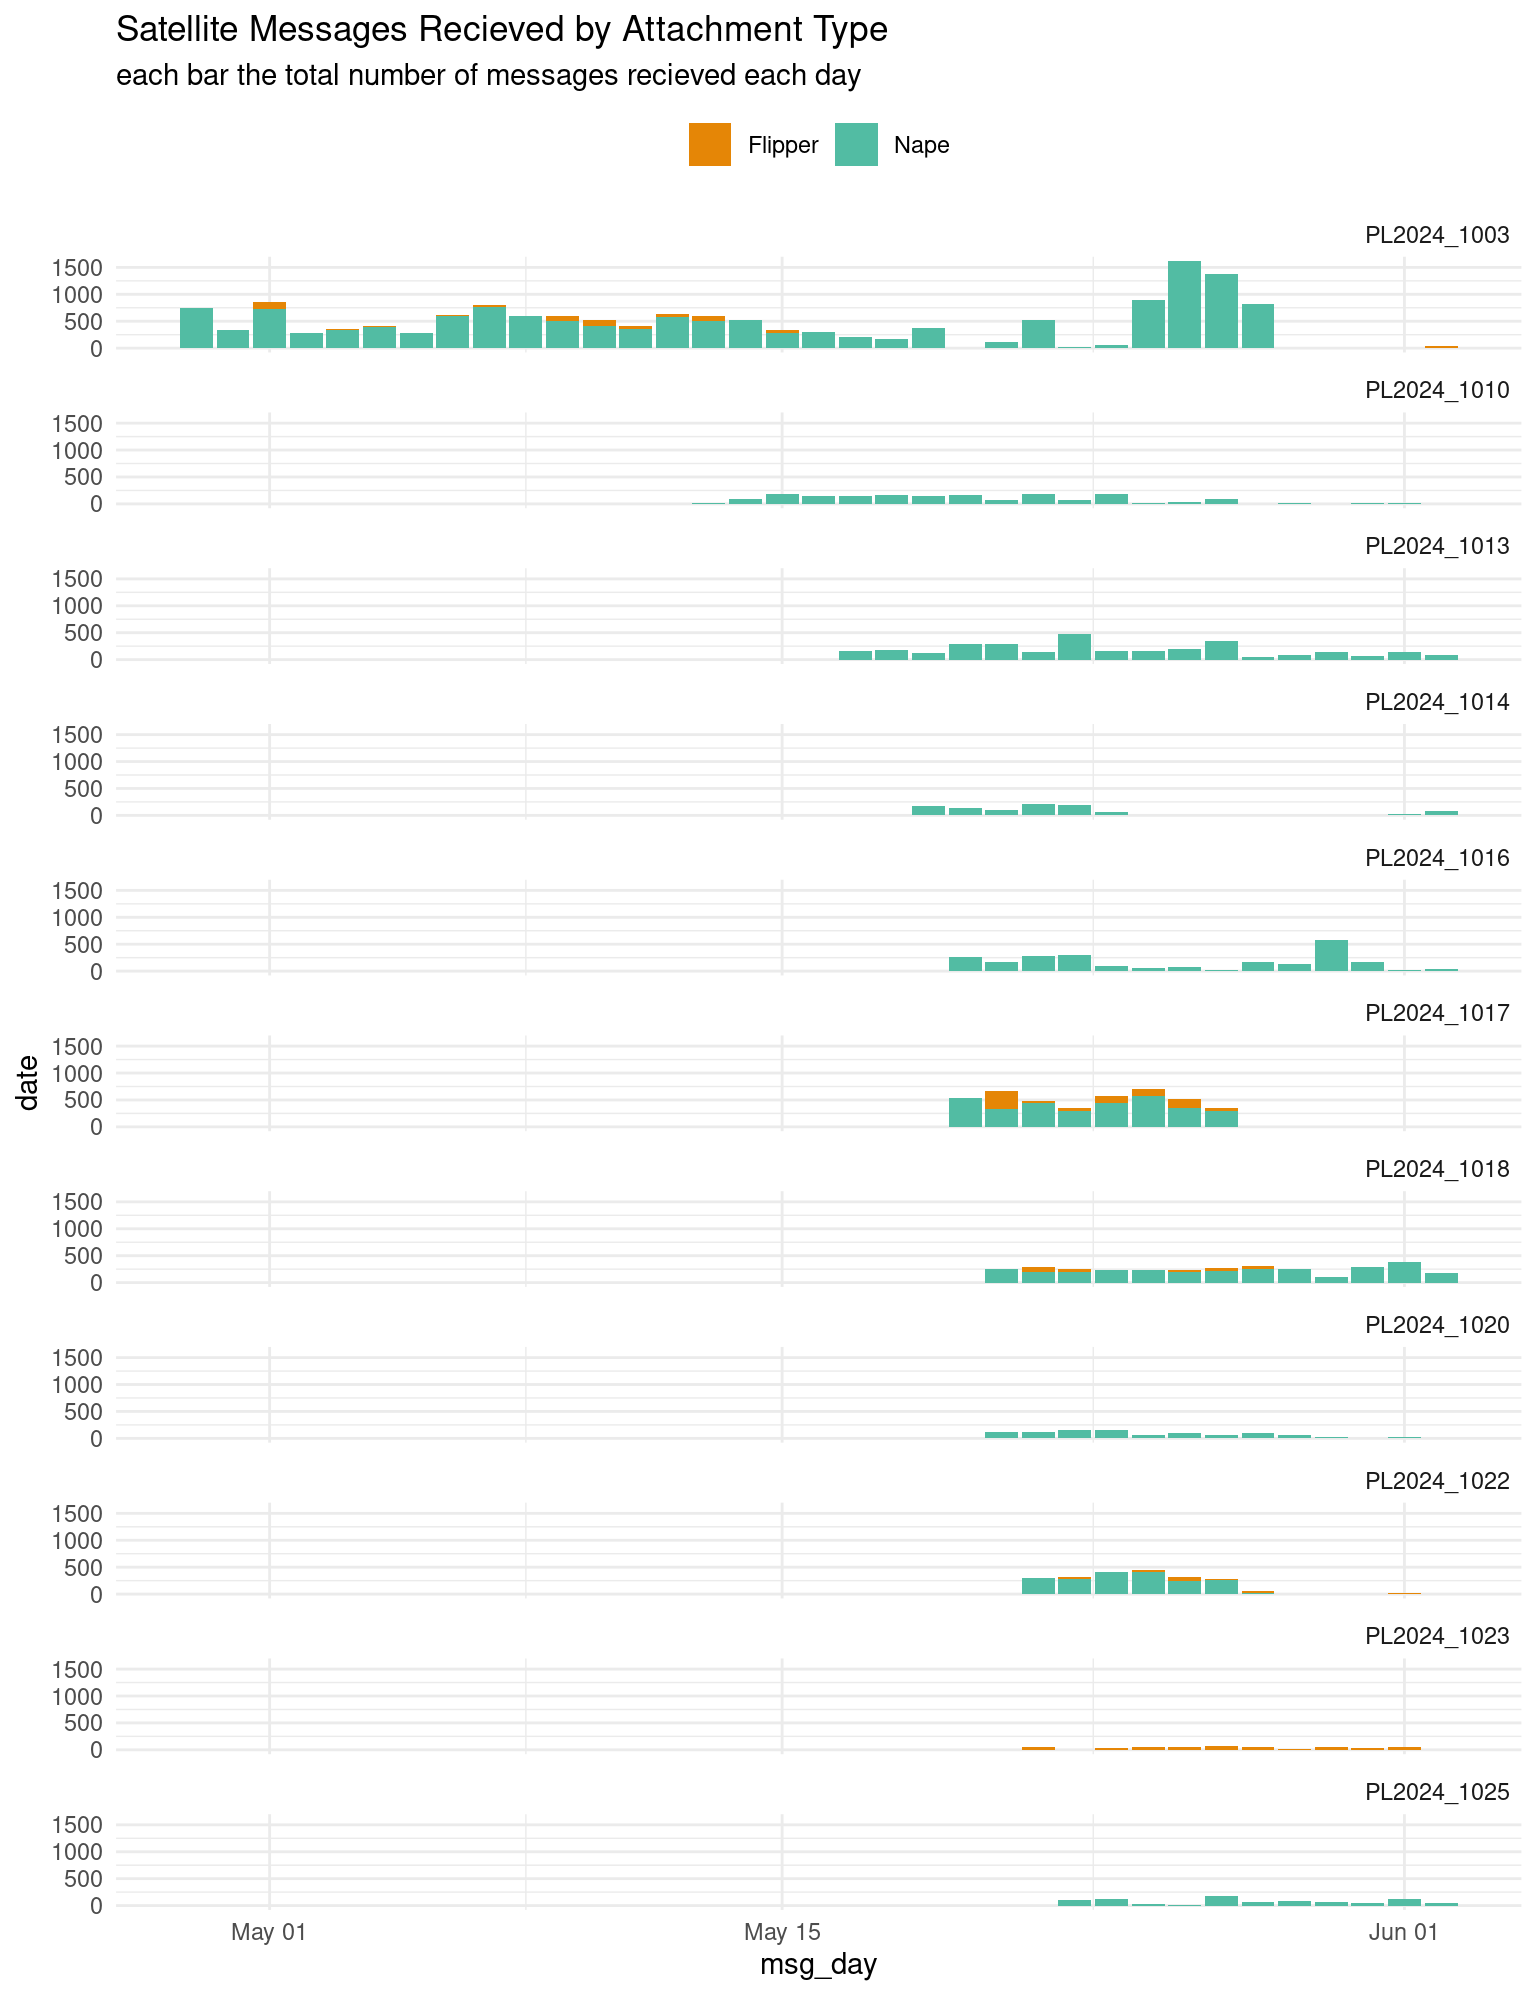 Satellite Messages Recieved by Attachment Type
each bar the total number of messages recieved each day
Flipper Nape
PL2024_1003
1500
1000
500
0
PL2024_1010
1500
1000
500
0
PL2024_1013
1500
1000
500
0
PL2024_1014
1500
1000
500
0
PL2024_1016
1500
1000
500
0
PL2024_1017
1500
1000
500
0
date
PL2024_1018
1500
1000
500
0
PL2024_1020
1500
1000
500
0
PL2024_1022
1500
1000
500
0
PL2024_1023
1500
1000
500
0
PL2024_1025
1500
1000
500
0
May 01 May 15 Jun 01
msg_day